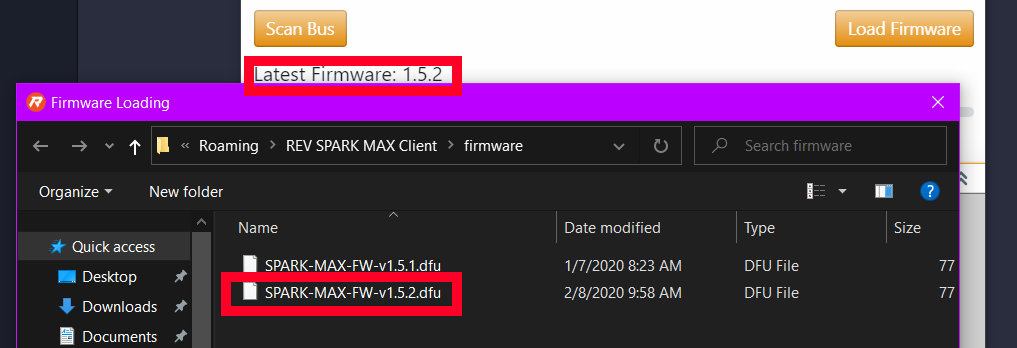 Scan Bus Load Firmware
Latest Firmware: 1.5.2
Firmware Loading
« Roaming > REV SPARK MAX Client > firmware Search firmware
Organize New folder
Name Date modified Type Size
Quick access
SPARK-MAX-FW-v1.5.1.dfu 1/7/2020 8:23 AM DFU File 77
Desktop
SPARK-MAX-FW-v1.5.2.dfu 2/8/2020 9:58 AM DFU File 77
Downloads
Documents